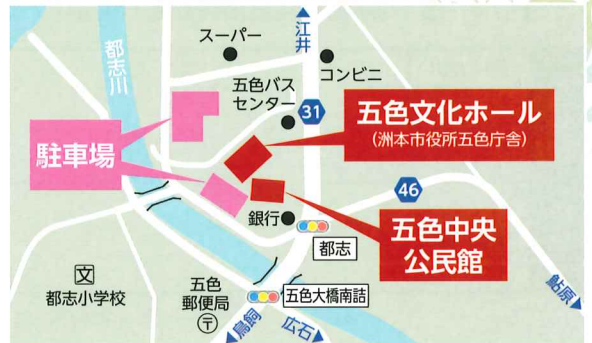 江井
スーパー
コンビニ
都志川
五色バス
センター
31
五色文化ホール
(洲本市役所五色庁舎)
駐車場
46
銀行
都志
五色中央
公民館
文
都志小学校
五色
郵便局
〒
五色大橋南詰
鮎原
鳥飼
広石